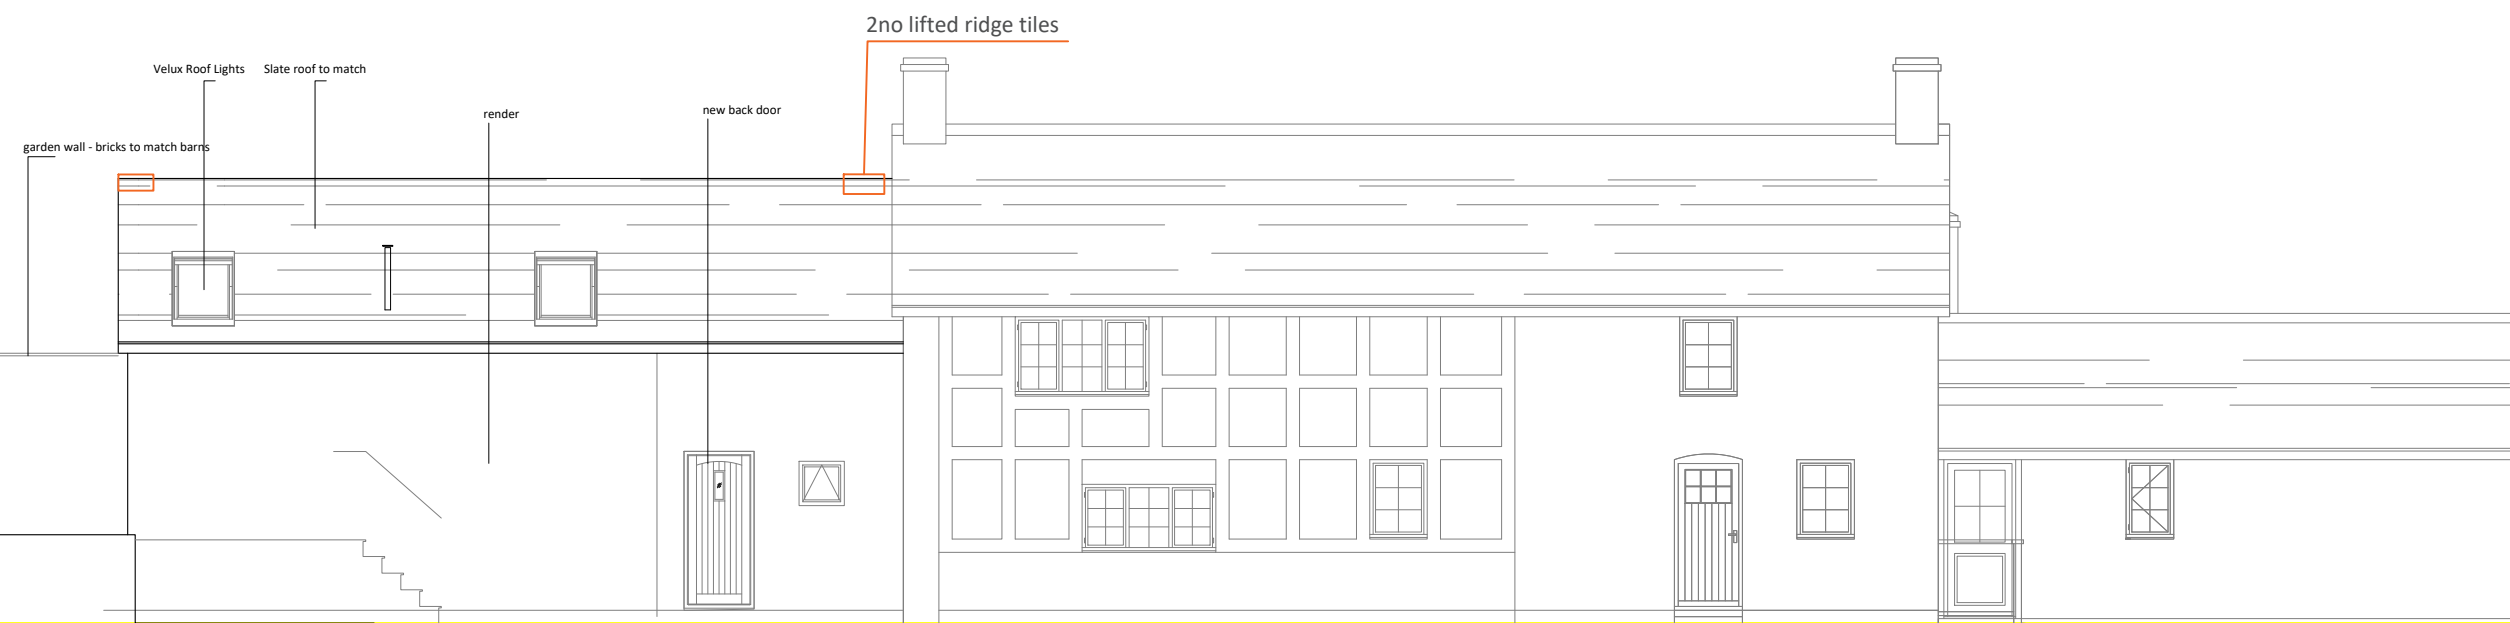 2no lifted ridge tiles
Velux Roof Lights
Slate roof to match
render
new back door
garden wall - bricks to match barns